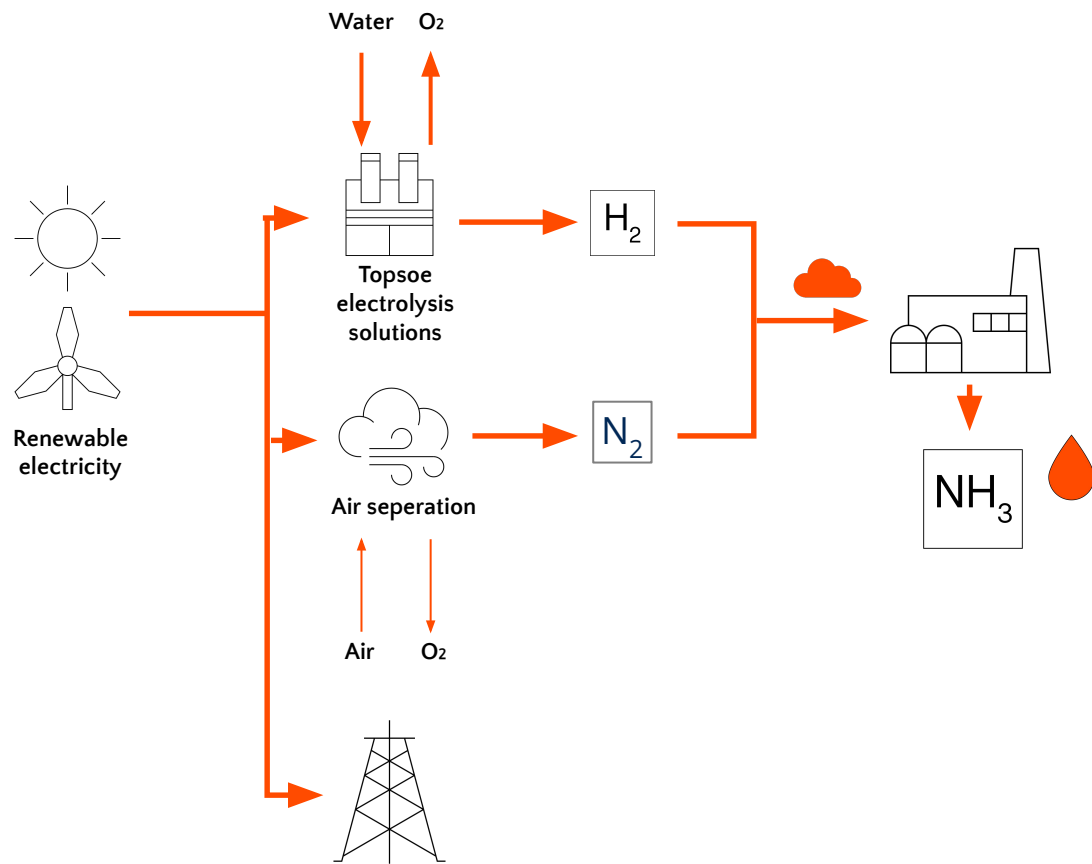 Water O₂
H₂
Topsoe
electrolysis
solutions
Renewable
electricity
N₂
Air seperation
NH₃
Air O₂